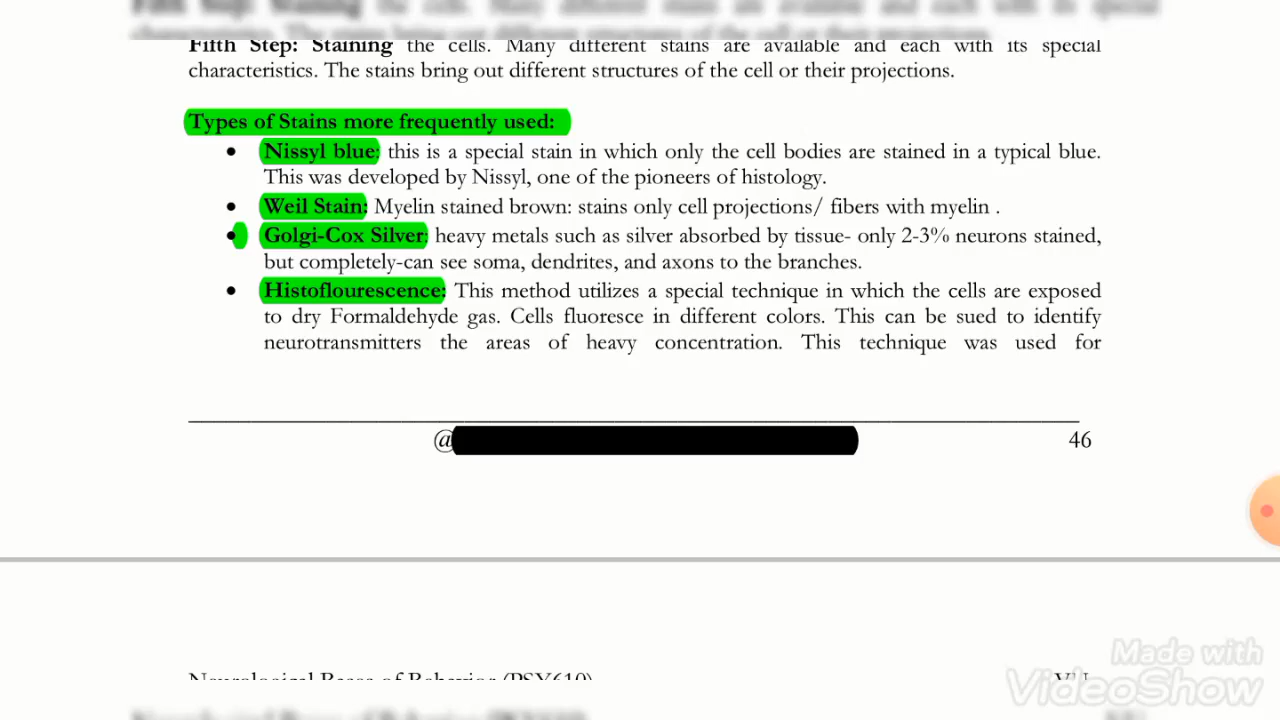 Fifth Step: Staining the cells. Many different stains are available and each with its special
characteristics. The stains bring out different structures of the cell or their projections.
Types of Stains more frequently used:
• Nissyl blue: this is a special stain in which only the cell bodies are stained in a typical blue.
This was developed by Nissyl, one of the pioneers of histology.
• Weil Stain: Myelin stained brown: stains only cell projections/ fibers with myelin .
• Golgi-Cox Silver: heavy metals such as silver absorbed by tissue- only 2-3% neurons stained,
but completely-can see soma, dendrites, and axons to the branches.
• Histoflourescence: This method utilizes a special technique in which the cells are exposed
to dry Formaldehyde gas. Cells fluoresce in different colors. This can be sued to identify
neurotransmitters the areas of heavy concentration. This technique was used for
@
46
Neurological Bases of Behavior (PSY610)
Made with
VideoShow